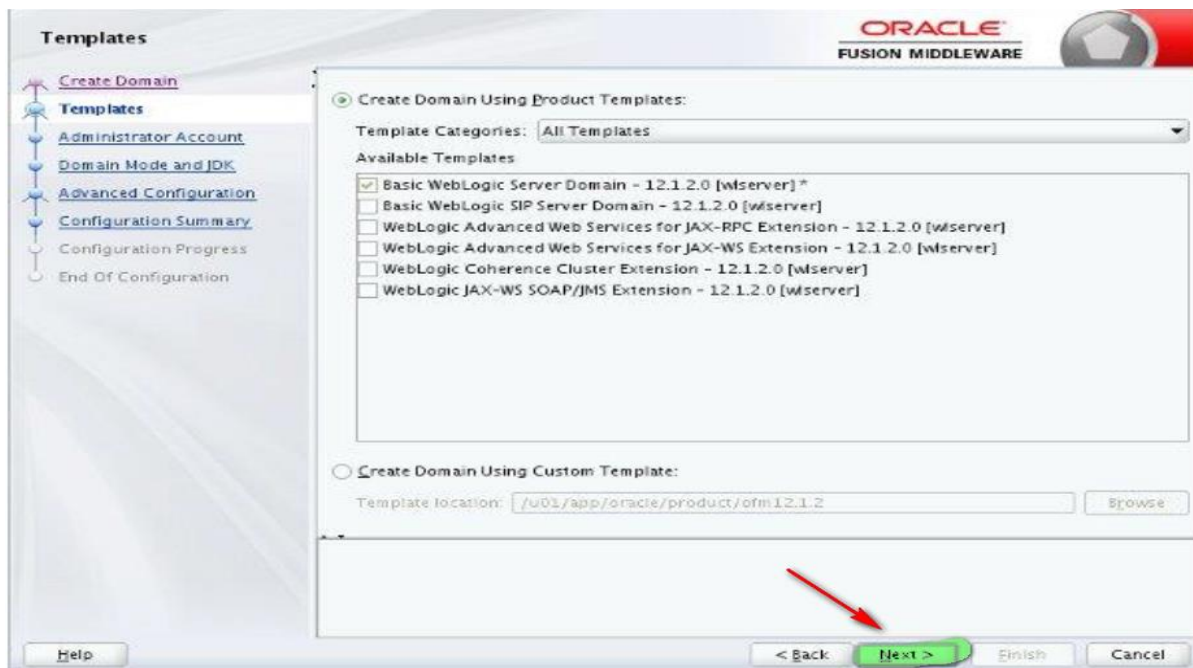 Templates
ORACLE
FUSION MIDDLEWARE
Create Domain
Templates
Administrator Account
Domain Mode and JDK
Advanced Configuration
Configuration Summary
Configuration Progress
End Of Configuration
Create Domain Using Product Templates:
Template Categories: All Templates
Available Templates
Basic WebLogic Server Domain - 12.1.2.0 [wlserver] *
Basic WebLogic SIP Server Domain - 12.1.2.0 [wlserver]
WebLogic Advanced Web Services for JAX-RPC Extension - 12.1.2.0 [wlserver]
WebLogic Advanced Web Services for JAX-WS Extension - 12.1.2.0 [wlserver]
WebLogic Coherence Cluster Extension - 12.1.2.0 [wlserver]
WebLogic JAX-WS SOAP/JMS Extension - 12.1.2.0 [wlserver]
Create Domain Using Custom Template:
Template location: /u01/app/oracle/product/ofm12.1.2 Browse
Help < Back Next > Finish Cancel